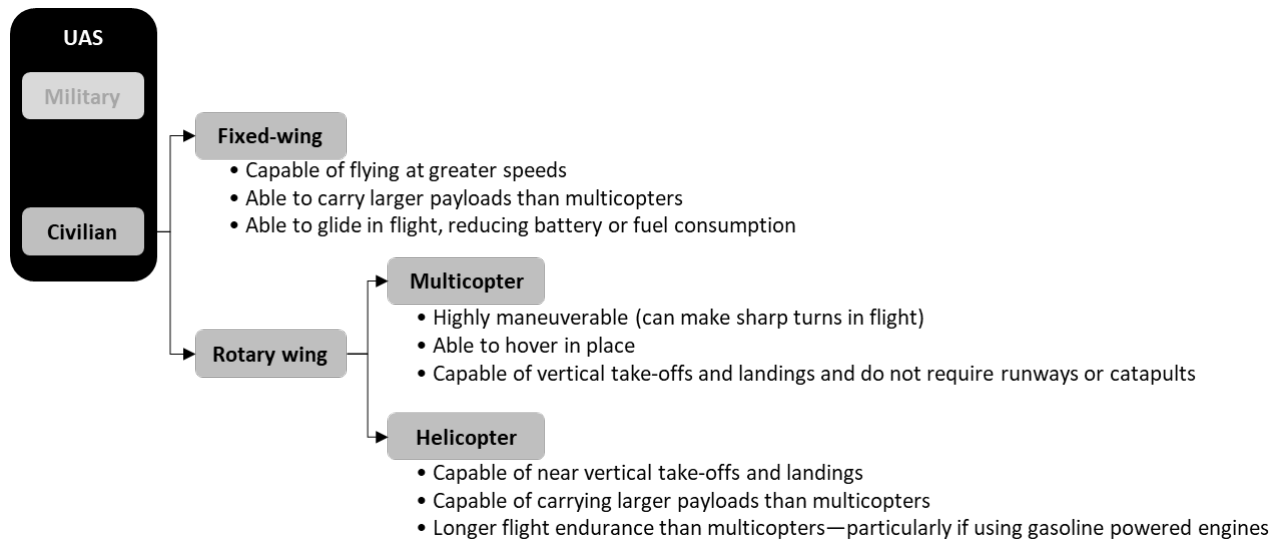 UAS
Military
Civilian
Fixed-wing
• Capable of flying at greater speeds
• Able to carry larger payloads than multicopters
• Able to glide in flight, reducing battery or fuel consumption
Rotary wing
Multicopter
• Highly maneuverable (can make sharp turns in flight)
• Able to hover in place
• Capable of vertical take-offs and landings and do not require runways or catapults
Helicopter
• Capable of near vertical take-offs and landings
• Capable of carrying larger payloads than multicopters
• Longer flight endurance than multicopters—particularly if using gasoline powered engines